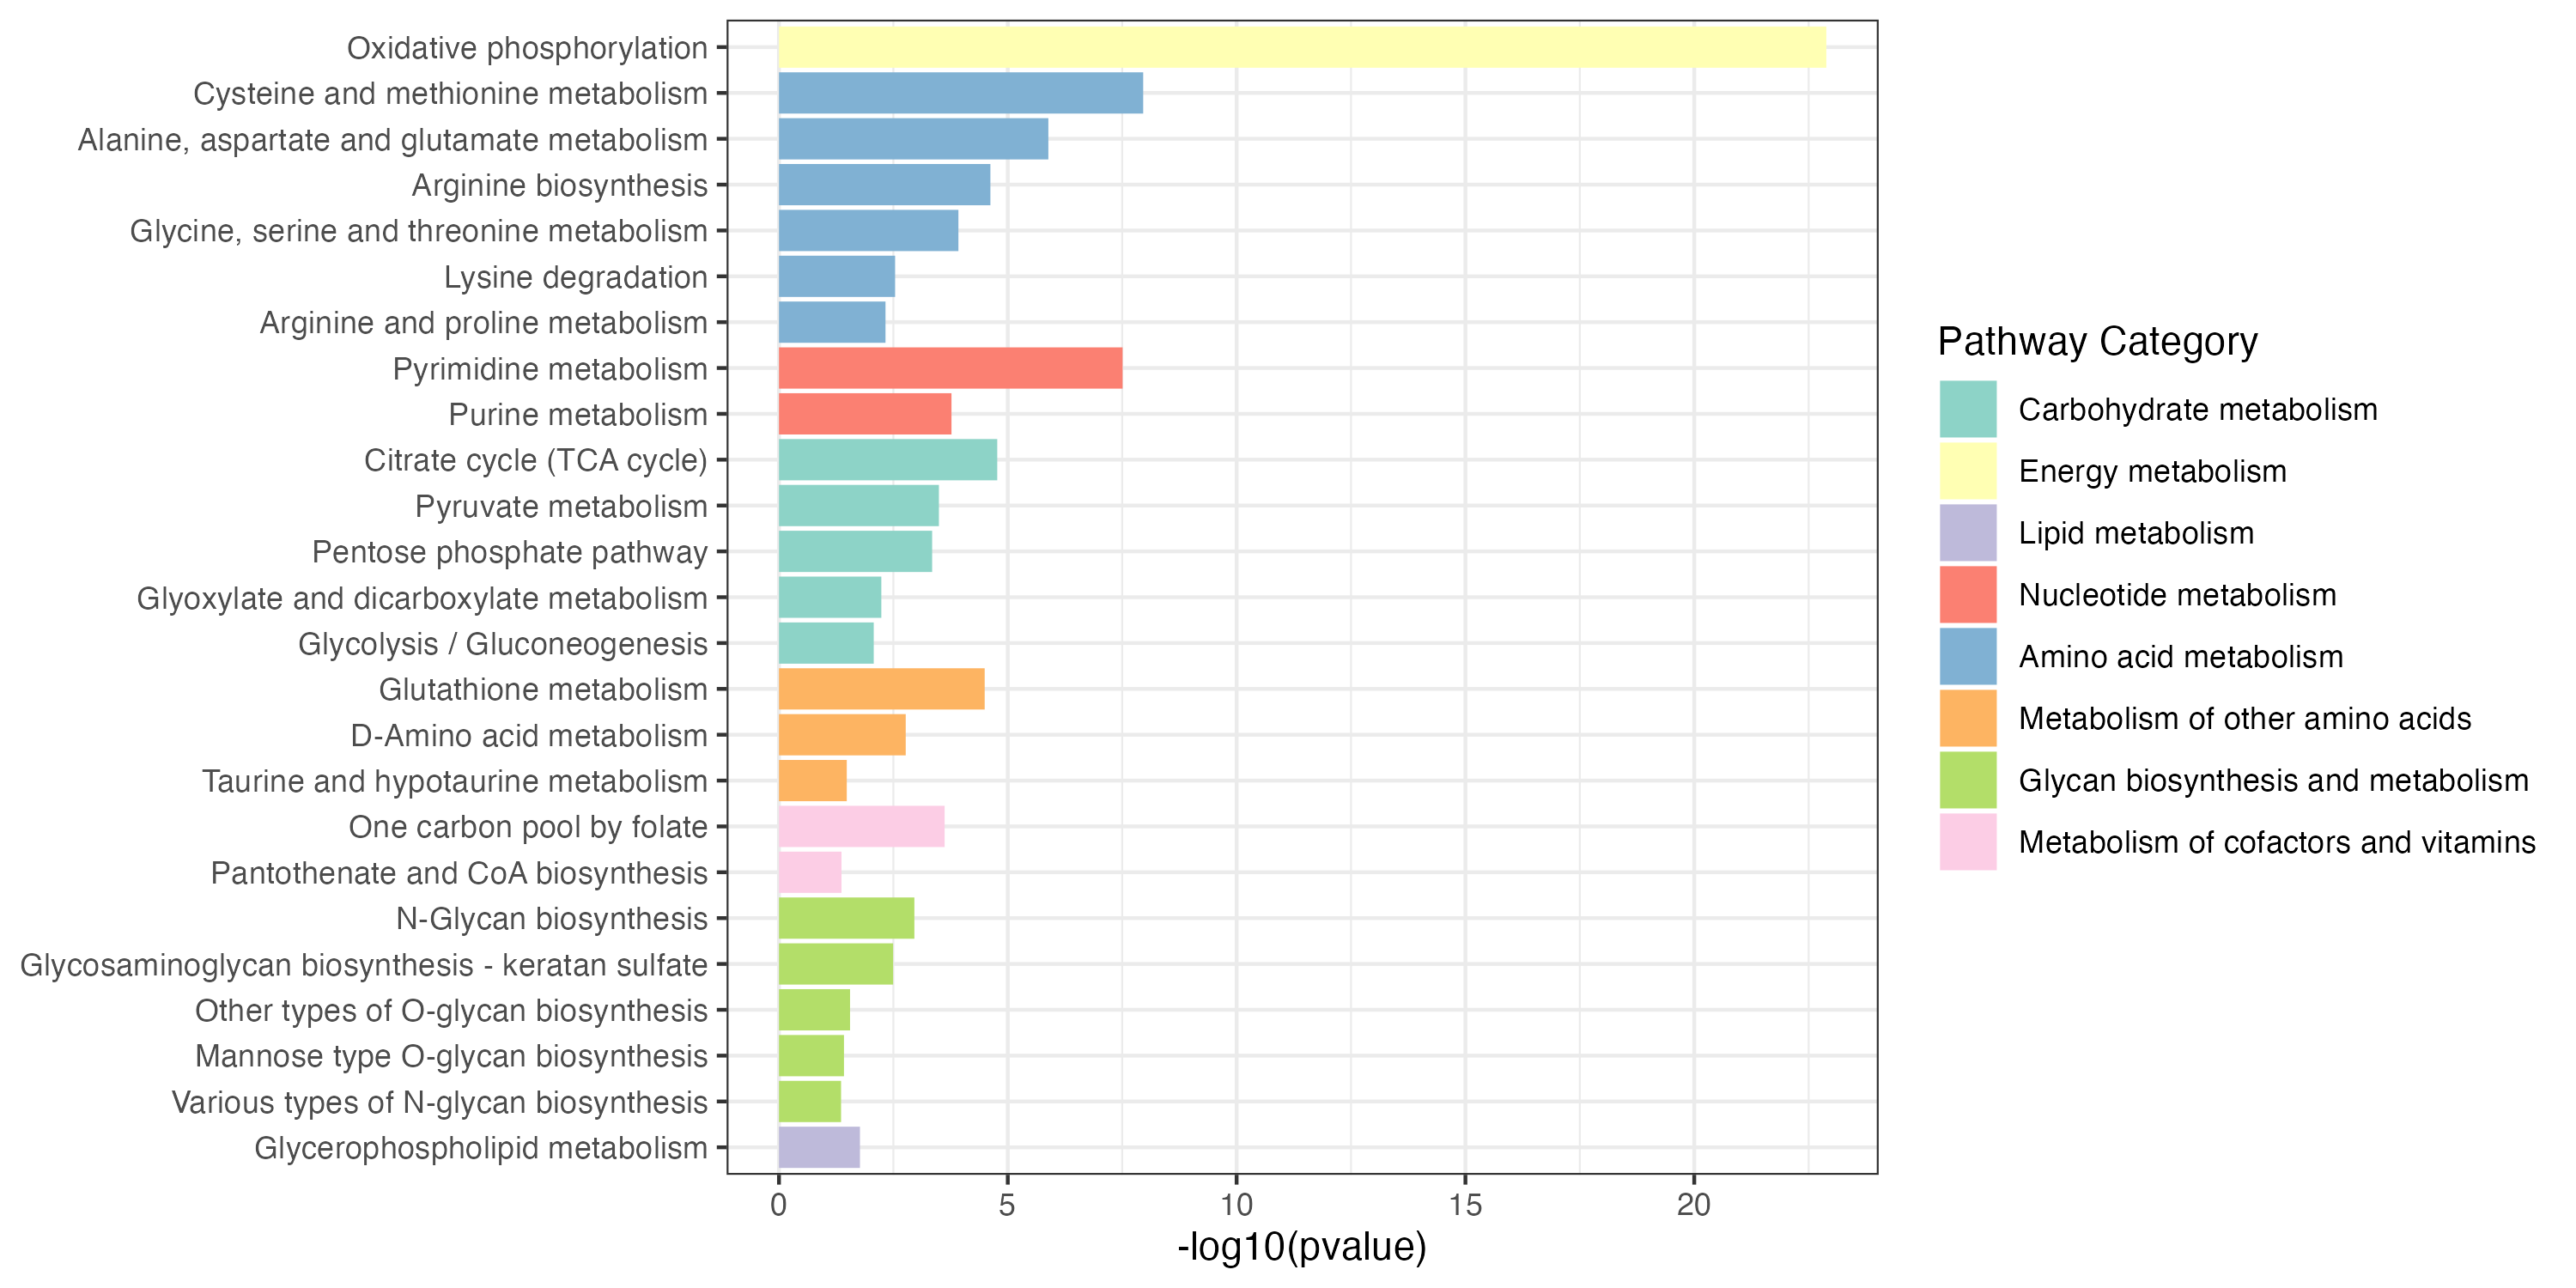 Oxidative phosphorylation
Cysteine and methionine metabolism
Alanine, aspartate and glutamate metabolism
Arginine biosynthesis
Glycine, serine and threonine metabolism
Lysine degradation
Arginine and proline metabolism
Pyrimidine metabolism
Purine metabolism
Citrate cycle (TCA cycle)
Pyruvate metabolism
Pentose phosphate pathway
Glyoxylate and dicarboxylate metabolism
Glycolysis / Gluconeogenesis
Glutathione metabolism
D-Amino acid metabolism
Taurine and hypotaurine metabolism
One carbon pool by folate
Pantothenate and CoA biosynthesis
N-Glycan biosynthesis
Glycosaminoglycan biosynthesis - keratan sulfate
Other types of O-glycan biosynthesis
Mannose type O-glycan biosynthesis
Various types of N-glycan biosynthesis
Glycerophospholipid metabolism
0 5 10 15 20
-log10(pvalue)
Pathway Category
Carbohydrate metabolism
Energy metabolism
Lipid metabolism
Nucleotide metabolism
Amino acid metabolism
Metabolism of other amino acids
Glycan biosynthesis and metabolism
Metabolism of cofactors and vitamins